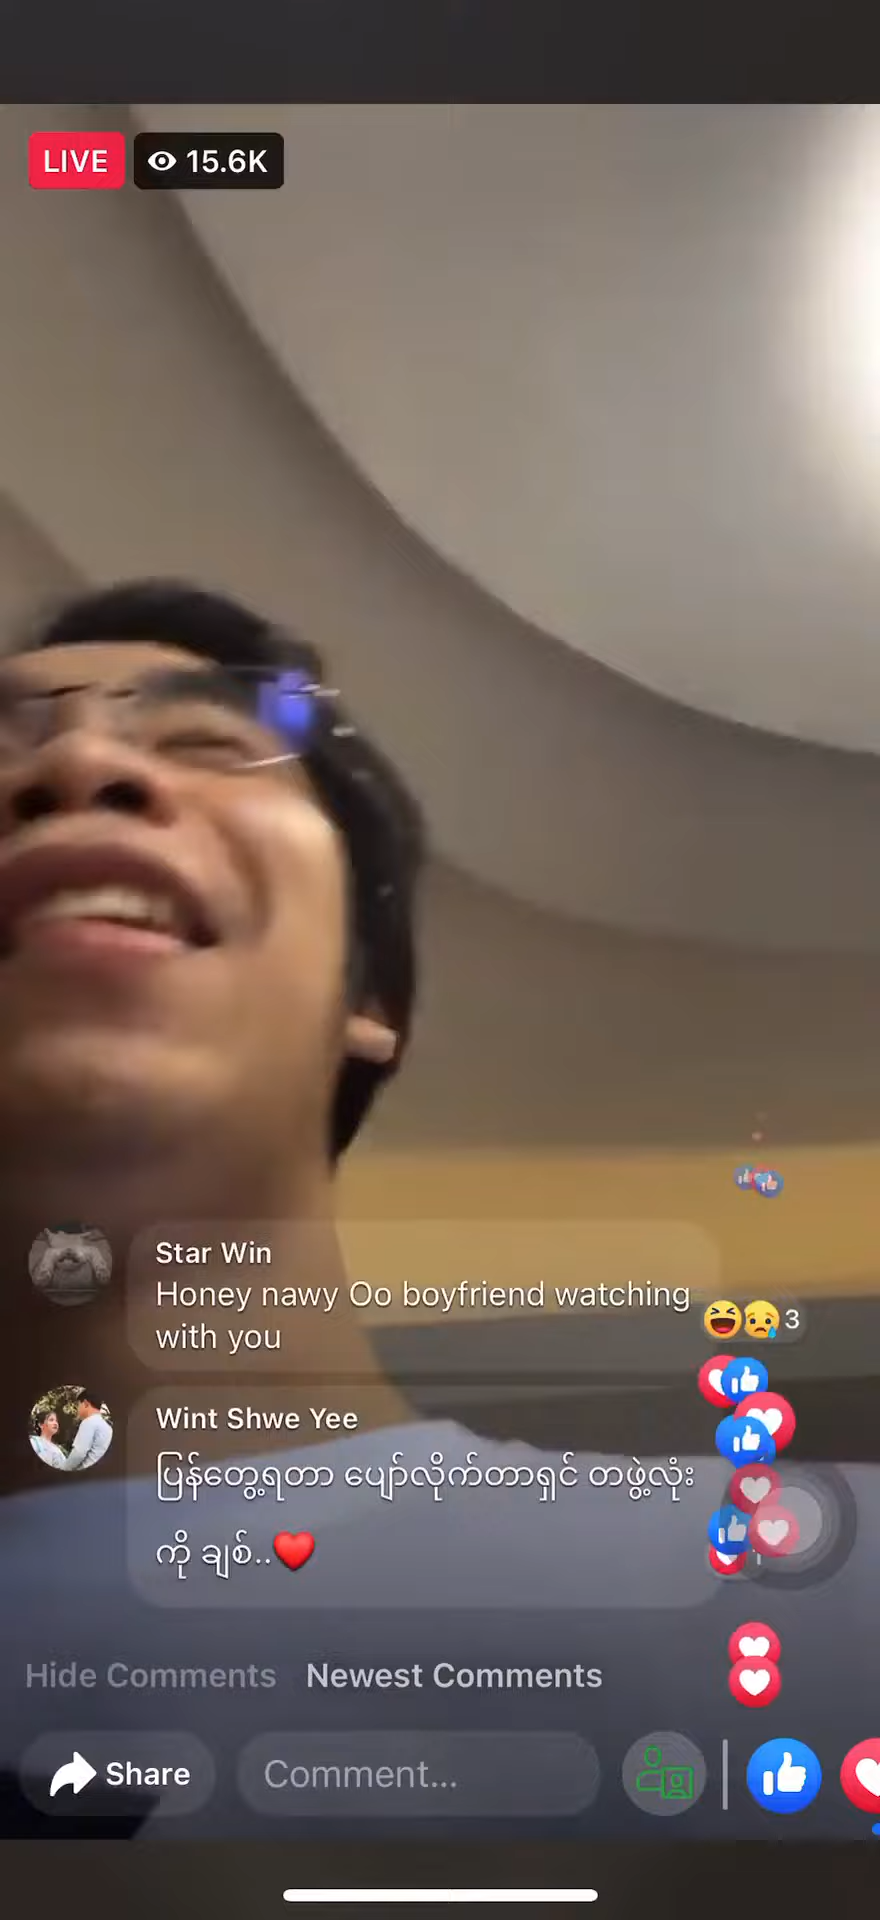 LIVE 15.6K
Star Win
Honey nawy Oo boyfriend watching
with you
3
Wint Shwe Yee
ပြန်တွေ့ရတာ ပျော်လိုက်တာရှင် တဖွဲ့လုံး
ကို ချစ်..❤️
Hide Comments Newest Comments
Share Comment...